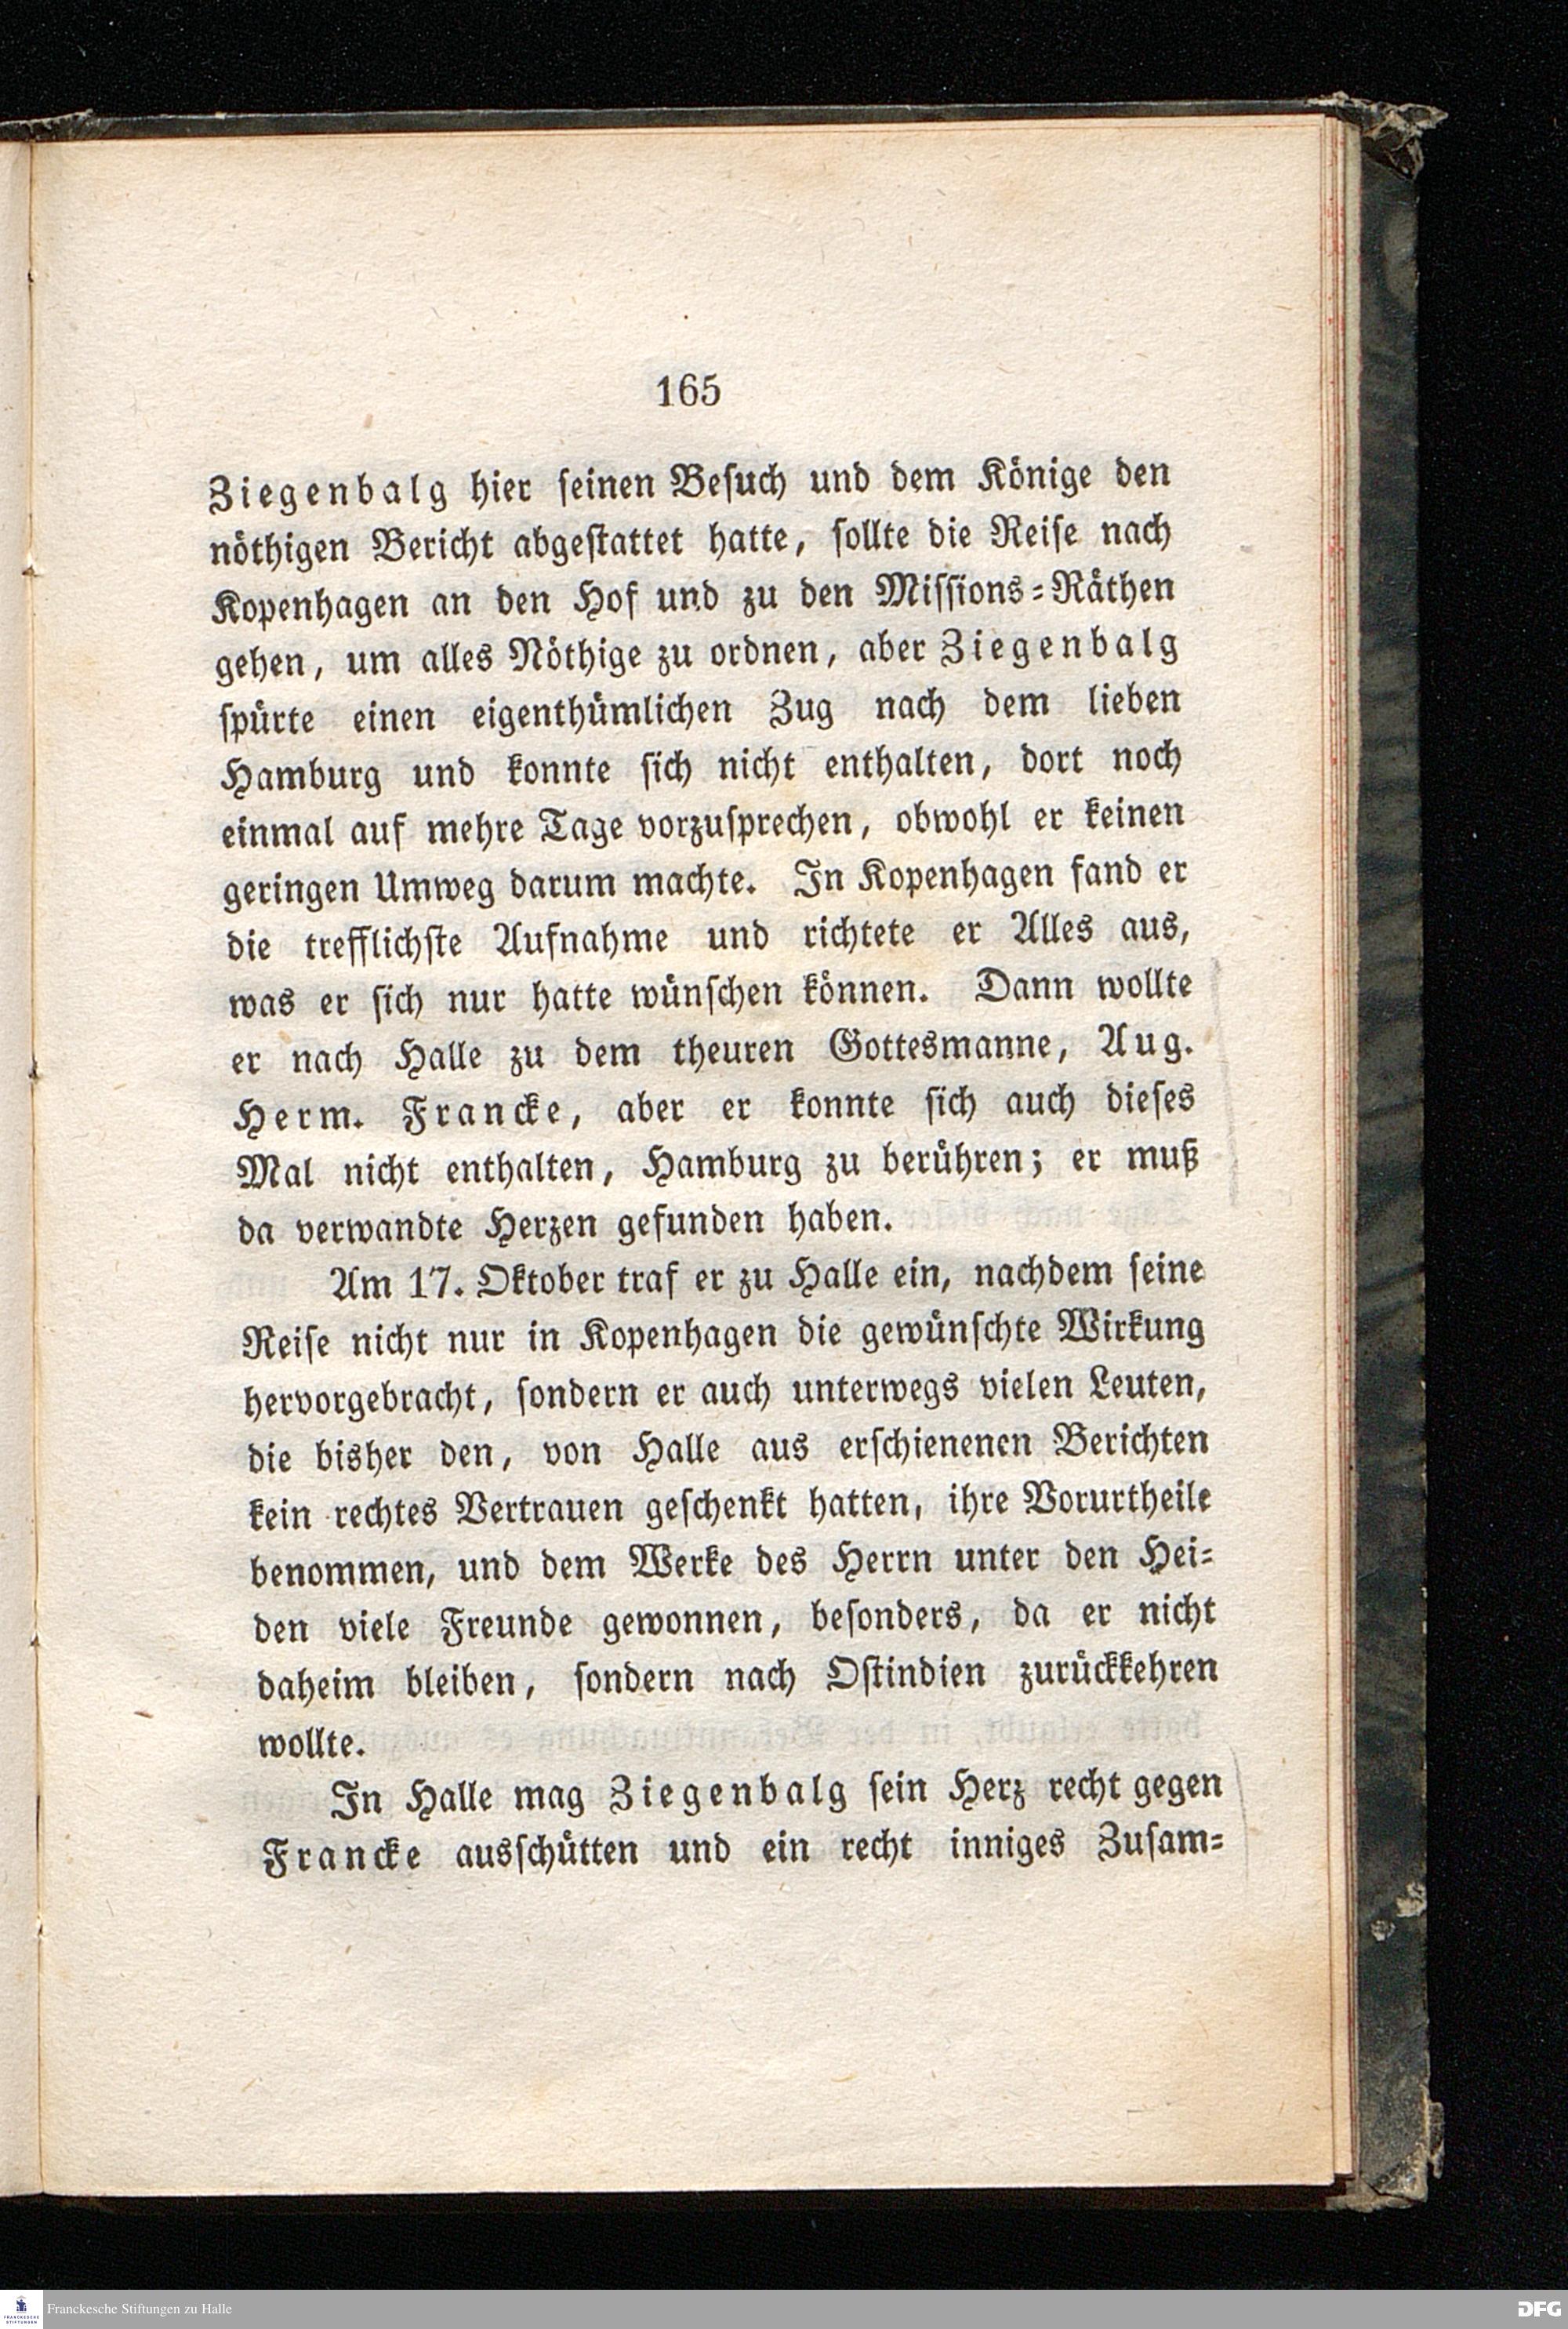 165
Ziegenbalg hier seinen Besuch und dem Könige den
nöthigen Bericht abgestattet hatte, sollte die Reise nach
Kopenhagen an den Hof und zu den Missions=Räthen
gehen, um alles Nöthige zu ordnen, aber Ziegenbalg
spürte einen eigenthümlichen Zug nach dem lieben
Hamburg und konnte sich nicht enthalten, dort noch
einmal auf mehre Tage vorzusprechen, obwohl er keinen
geringen Umweg darum machte. In Kopenhagen fand er
die trefflichste Aufnahme und richtete er Alles aus,
was er sich nur hatte wünschen können. Dann wollte
er nach Halle zu dem theuren Gottesmanne, Aug.
Herm. Francke, aber er konnte sich auch dieses
Mal nicht enthalten, Hamburg zu berühren; er muß
da verwandte Herzen gefunden haben.
Am 17. Oktober traf er zu Halle ein, nachdem seine
Reise nicht nur in Kopenhagen die gewünschte Wirkung
hervorgebracht, sondern er auch unterwegs vielen Leuten,
die bisher den, von Halle aus erschienenen Berichten
kein rechtes Vertrauen geschenkt hatten, ihre Vorurtheile
benommen, und dem Werke des Herrn unter den Hei=
den viele Freunde gewonnen, besonders, da er nicht
daheim bleiben, sondern nach Ostindien zurückkehren
wollte.
In Halle mag Ziegenbalg sein Herz recht gegen
Francke ausschütten und ein recht inniges Zusam=
FRANCKESCHE
STIFTUNGEN
Franckesche Stiftungen zu Halle
DFG